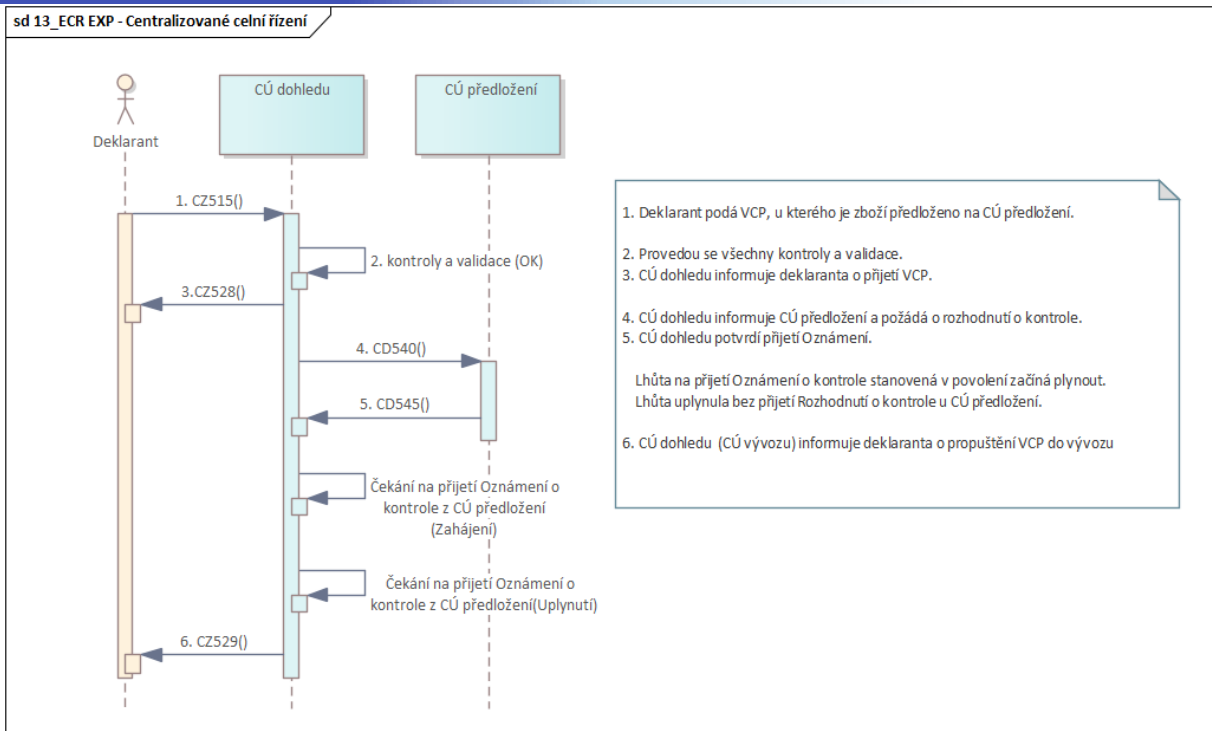 sd 13_ECR EXP - Centralizované celní řízení
Deklarant
CÚ dohledu
CÚ předložení
1. CZ515()
2. kontroly a validace (OK)
3.CZ528()
4. CD540()
5. CD545()
Čekání na přijetí Oznámení o
kontrole z CÚ předložení
(Zahájení)
Čekání na přijetí Oznámení o
kontrole z CÚ předložení(Uplynutí)
6. CZ529()
1. Deklarant podá VCP, u kterého je zboží předloženo na CÚ předložení.
2. Provedou se všechny kontroly a validace.
3. CÚ dohledu informuje deklaranta o přijetí VCP.
4. CÚ dohledu informuje CÚ předložení a požádá o rozhodnutí o kontrole.
5. CÚ dohledu potvrdí přijetí Oznámení.
Lhůta na přijetí Oznámení o kontrole stanovená v povolení začíná plynout.
Lhůta uplynula bez přijetí Rozhodnutí o kontrole u CÚ předložení.
6. CÚ dohledu (CÚ vývozu) informuje deklaranta o propuštění VCP do vývozu